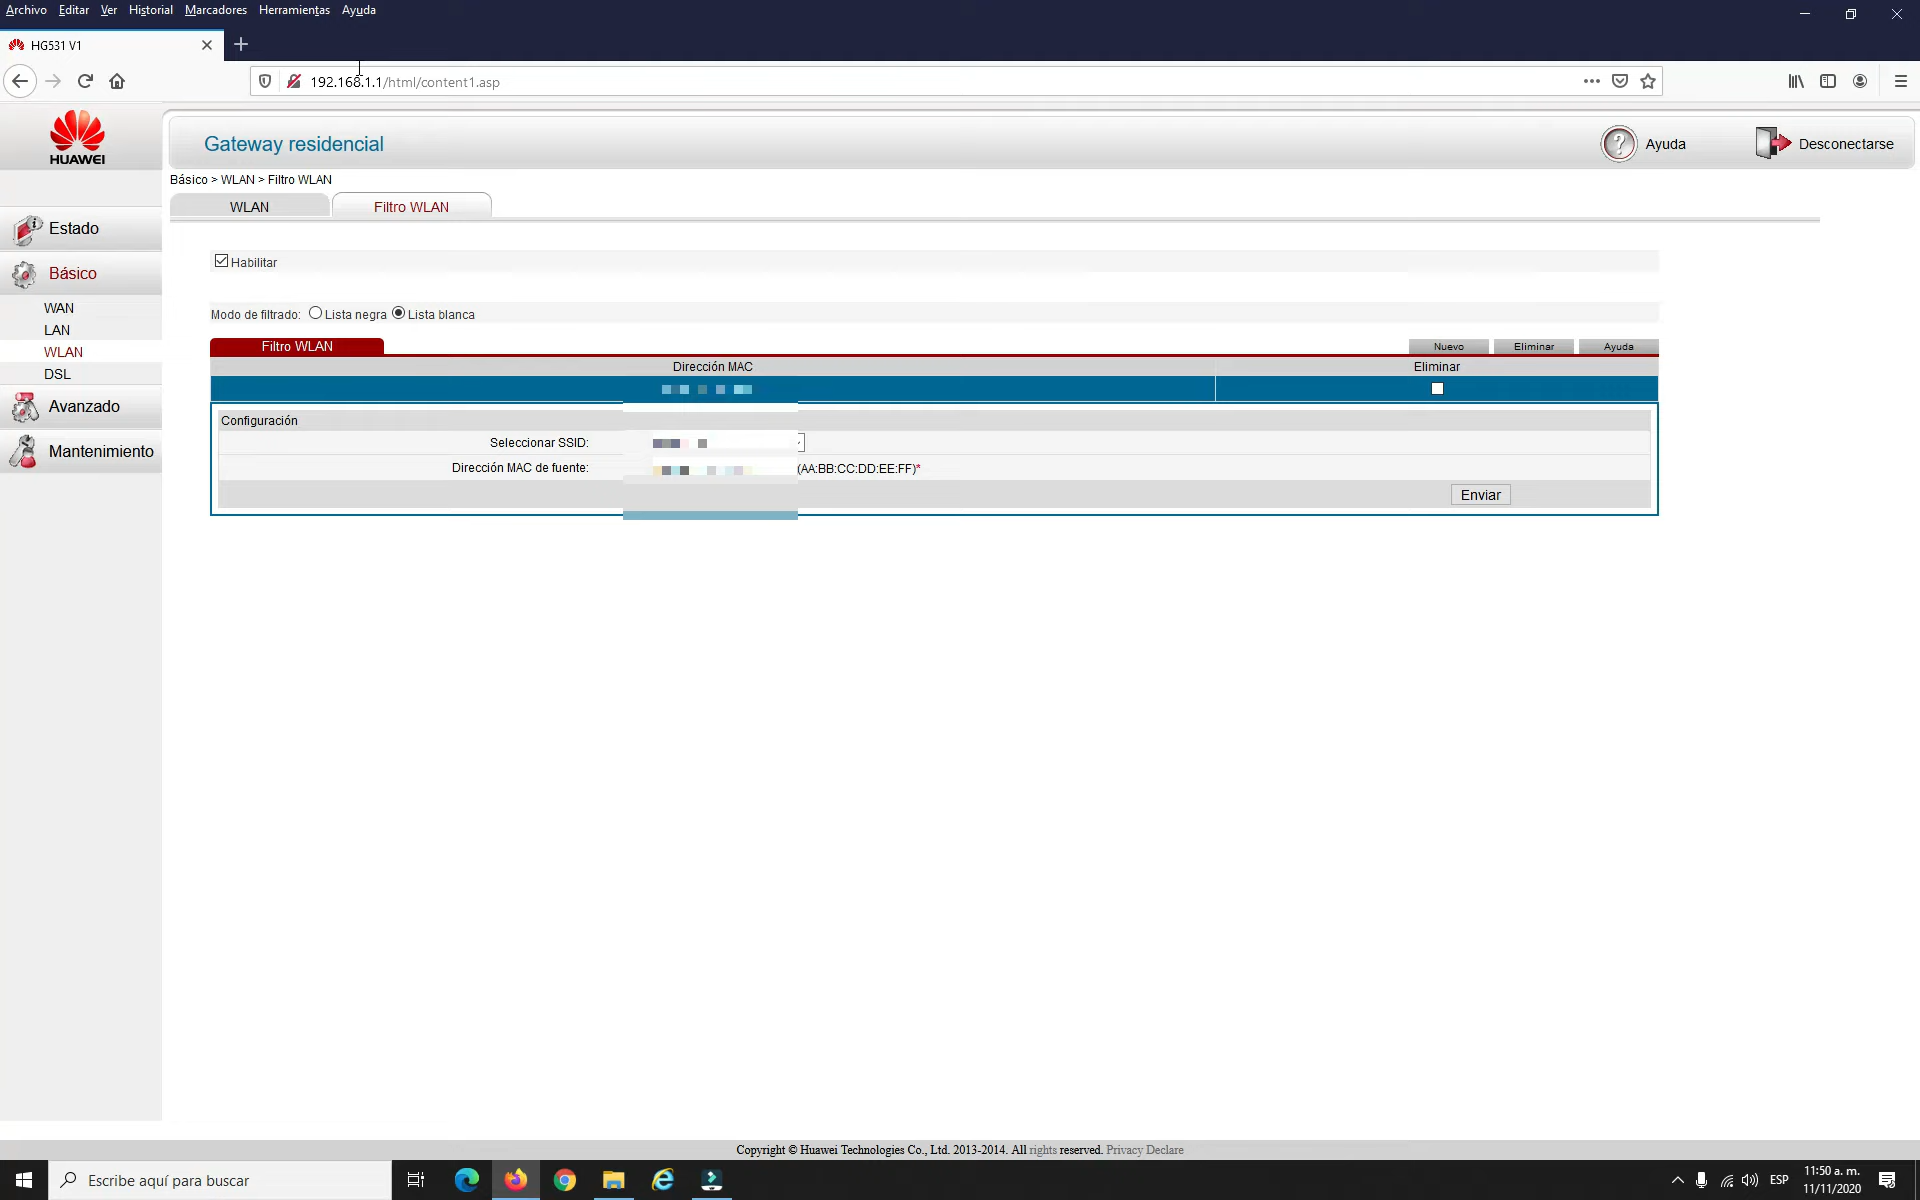 Archivo Editar Ver Historial Marcadores Herramientas Ayuda
HG531 V1
192.168.1.1/html/content1.asp
HUAWEI
Gateway residencial
Ayuda
Desconectarse
Básico > WLAN > Filtro WLAN
WLAN
Filtro WLAN
Estado
Básico
WAN
LAN
WLAN
DSL
Avanzado
Mantenimiento
Habilitar
Modo de filtrado: Lista negra Lista blanca
Filtro WLAN
Nuevo Eliminar Ayuda
Dirección MAC Eliminar
Configuración
Seleccionar SSID:
Dirección MAC de fuente: (AA:BB:CC:DD:EE:FF)*
Enviar
Copyright © Huawei Technologies Co., Ltd. 2013-2014. All rights reserved. Privacy Declare
Escribe aquí para buscar
ESP
11:50 a. m.
11/11/2020